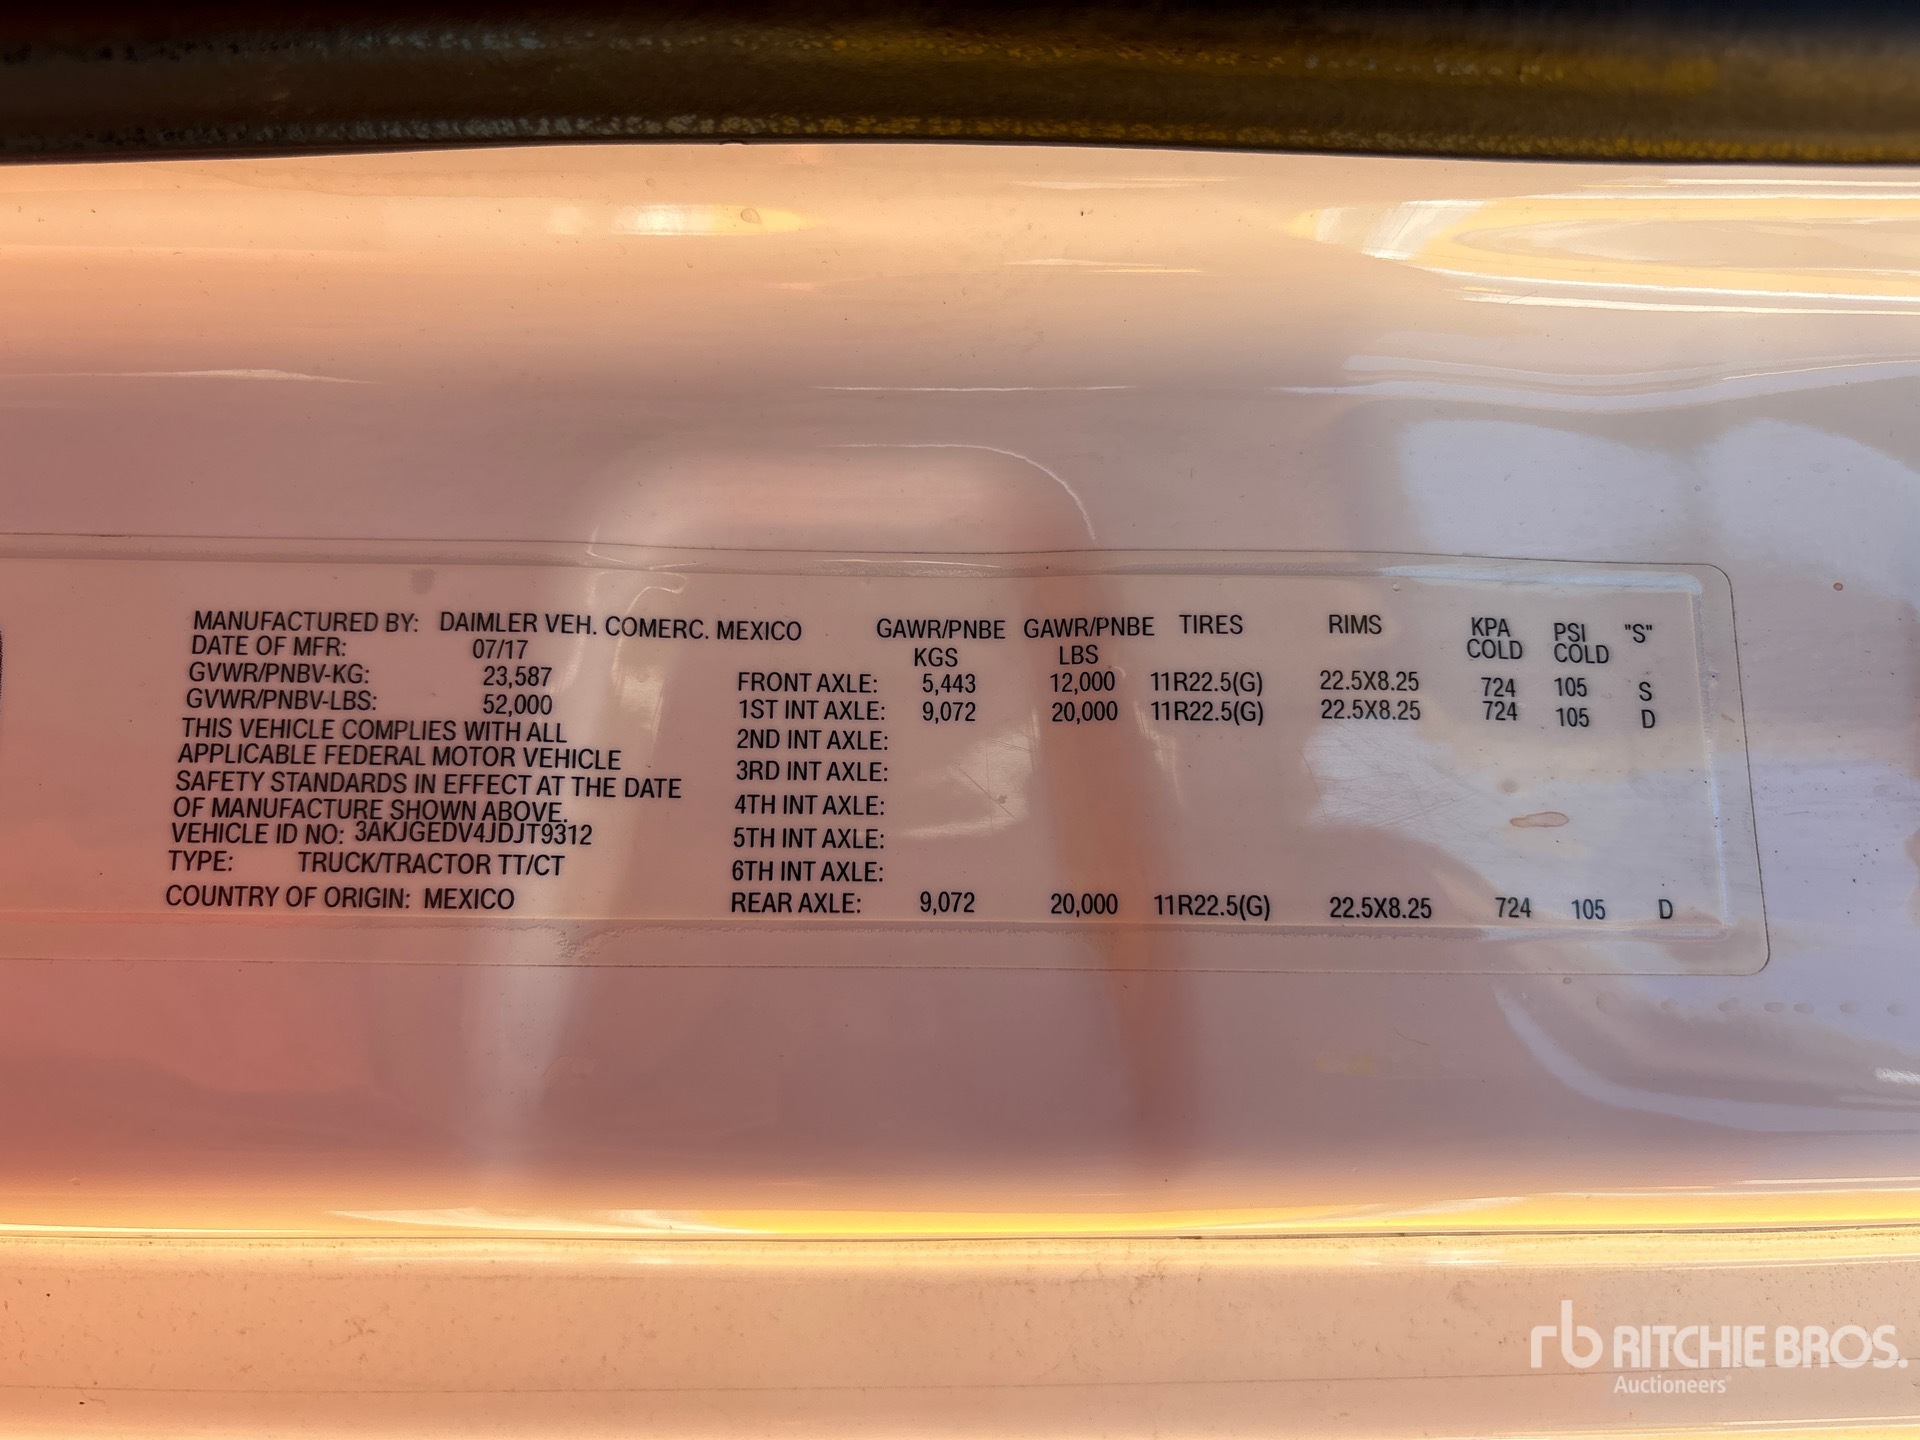 MANUFACTURED BY: DAIMLER VEH. COMERC. MEXICO
DATE OF MFR: 07/17
GVWR/PNBV-KG: 23,587
GVWR/PNBV-LBS: 52,000
THIS VEHICLE COMPLIES WITH ALL
APPLICABLE FEDERAL MOTOR VEHICLE
SAFETY STANDARDS IN EFFECT AT THE DATE
OF MANUFACTURE SHOWN ABOVE.
VEHICLE ID NO: 3AKJGEDV4JDJT9312
TYPE: TRUCK/TRACTOR TT/CT
COUNTRY OF ORIGIN: MEXICO
GAWR/PNBE GAWR/PNBE TIRES RIMS KPA PSI "S"
KGS LBS COLD COLD
FRONT AXLE: 5,443 12,000 11R22.5(G) 22.5X8.25 724 105 S
1ST INT AXLE: 9,072 20,000 11R22.5(G) 22.5X8.25 724 105 D
2ND INT AXLE:
3RD INT AXLE:
4TH INT AXLE:
5TH INT AXLE:
6TH INT AXLE:
REAR AXLE: 9,072 20,000 11R22.5(G) 22.5X8.25 724 105 D
rb RITCHIE BROS.
Auctioneers